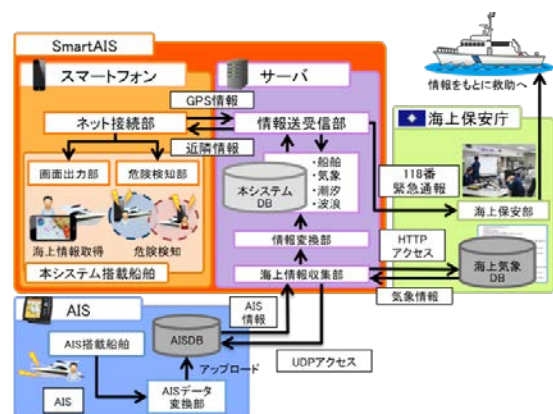 SmartAIS
スマートフォン
サーバ
GPS情報
ネット接続部
情報送受信部
近隣情報
画面出力部
危険検知部
海上情報取得
危険検知
本システム搭載船舶
本システム
DB
・船舶
・気象
・潮汐
・波浪
情報変換部
海上情報収集部
情報をもとに救助へ
海上保安庁
118番
緊急通報
海上保安部
HTTP
アクセス
海上気象
DB
気象情報
AIS
AIS搭載船舶
AISDB
AIS
情報
UDPアクセス
アップロード
AIS
AISデータ
変換部